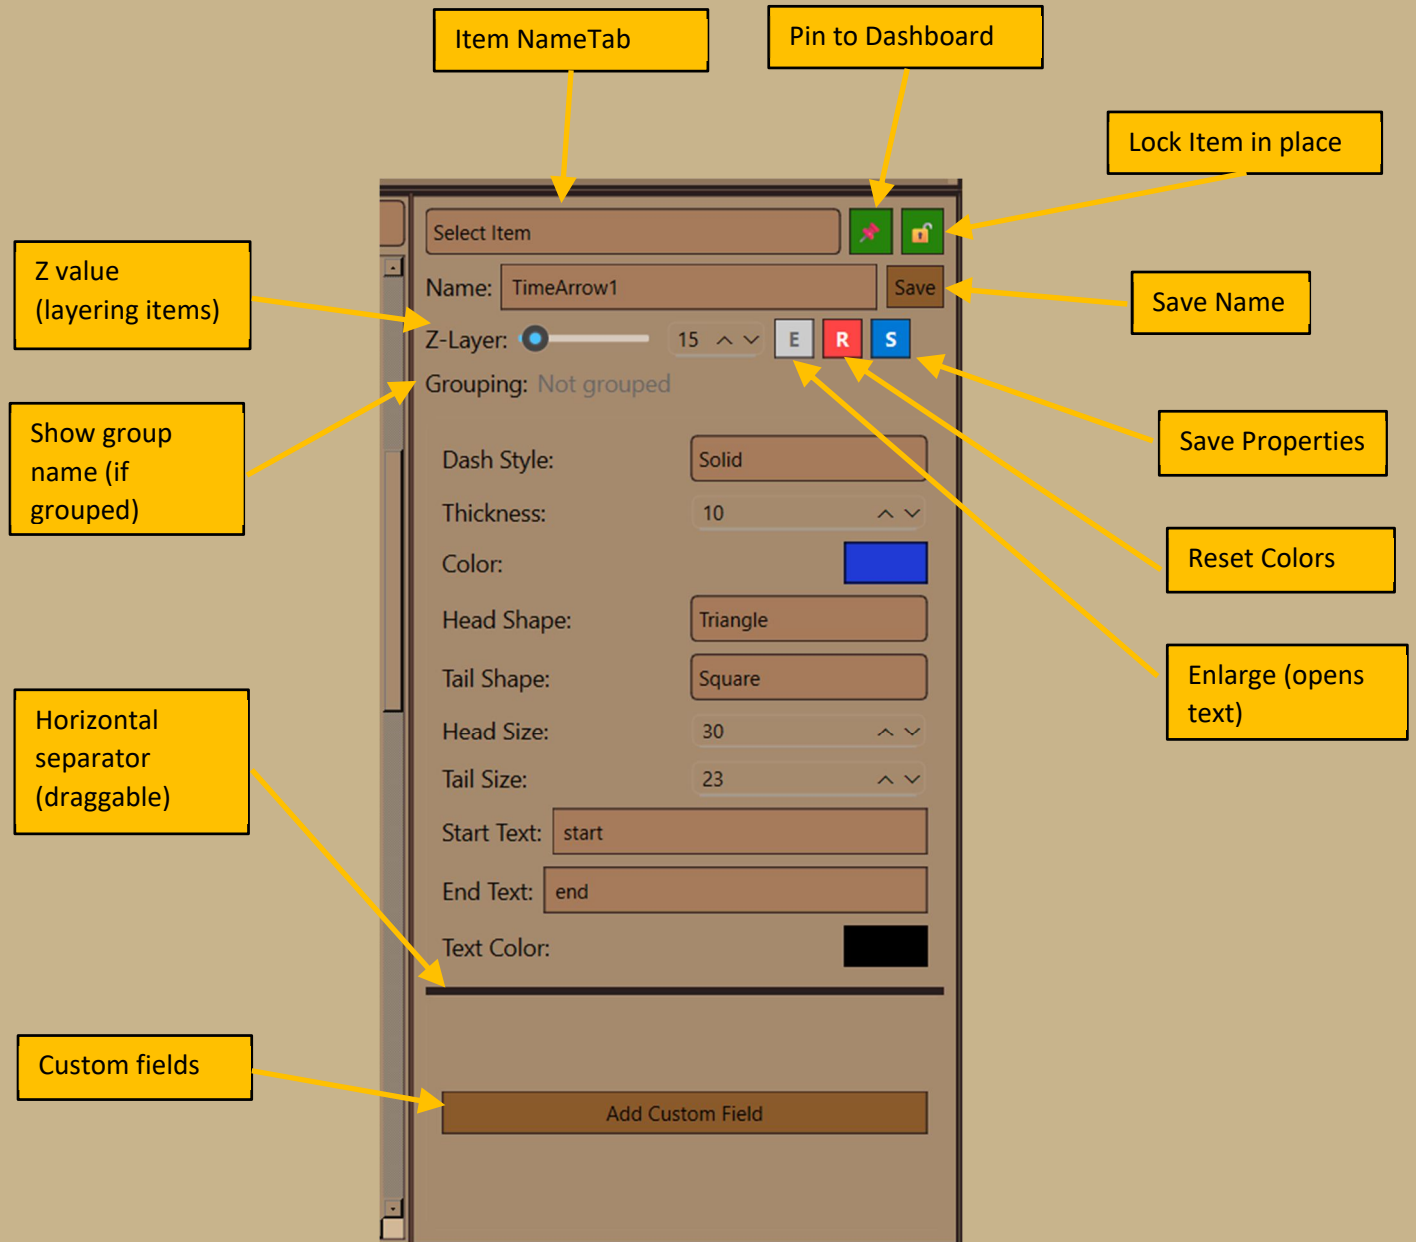 Item NameTab
Pin to Dashboard
Lock Item in place
Select Item
Z value
(layering items)
Name: TimeArrow1 Save
Save Name
Z-Layer: 15 E R S
Grouping: Not grouped
Show group
name (if
grouped)
Save Properties
Dash Style: Solid
Thickness: 10
Color:
Reset Colors
Head Shape: Triangle
Tail Shape: Square
Enlarge (opens
text)
Horizontal
separator
(draggable)
Head Size: 30
Tail Size: 23
Start Text: start
End Text: end
Text Color:
Custom fields
Add Custom Field